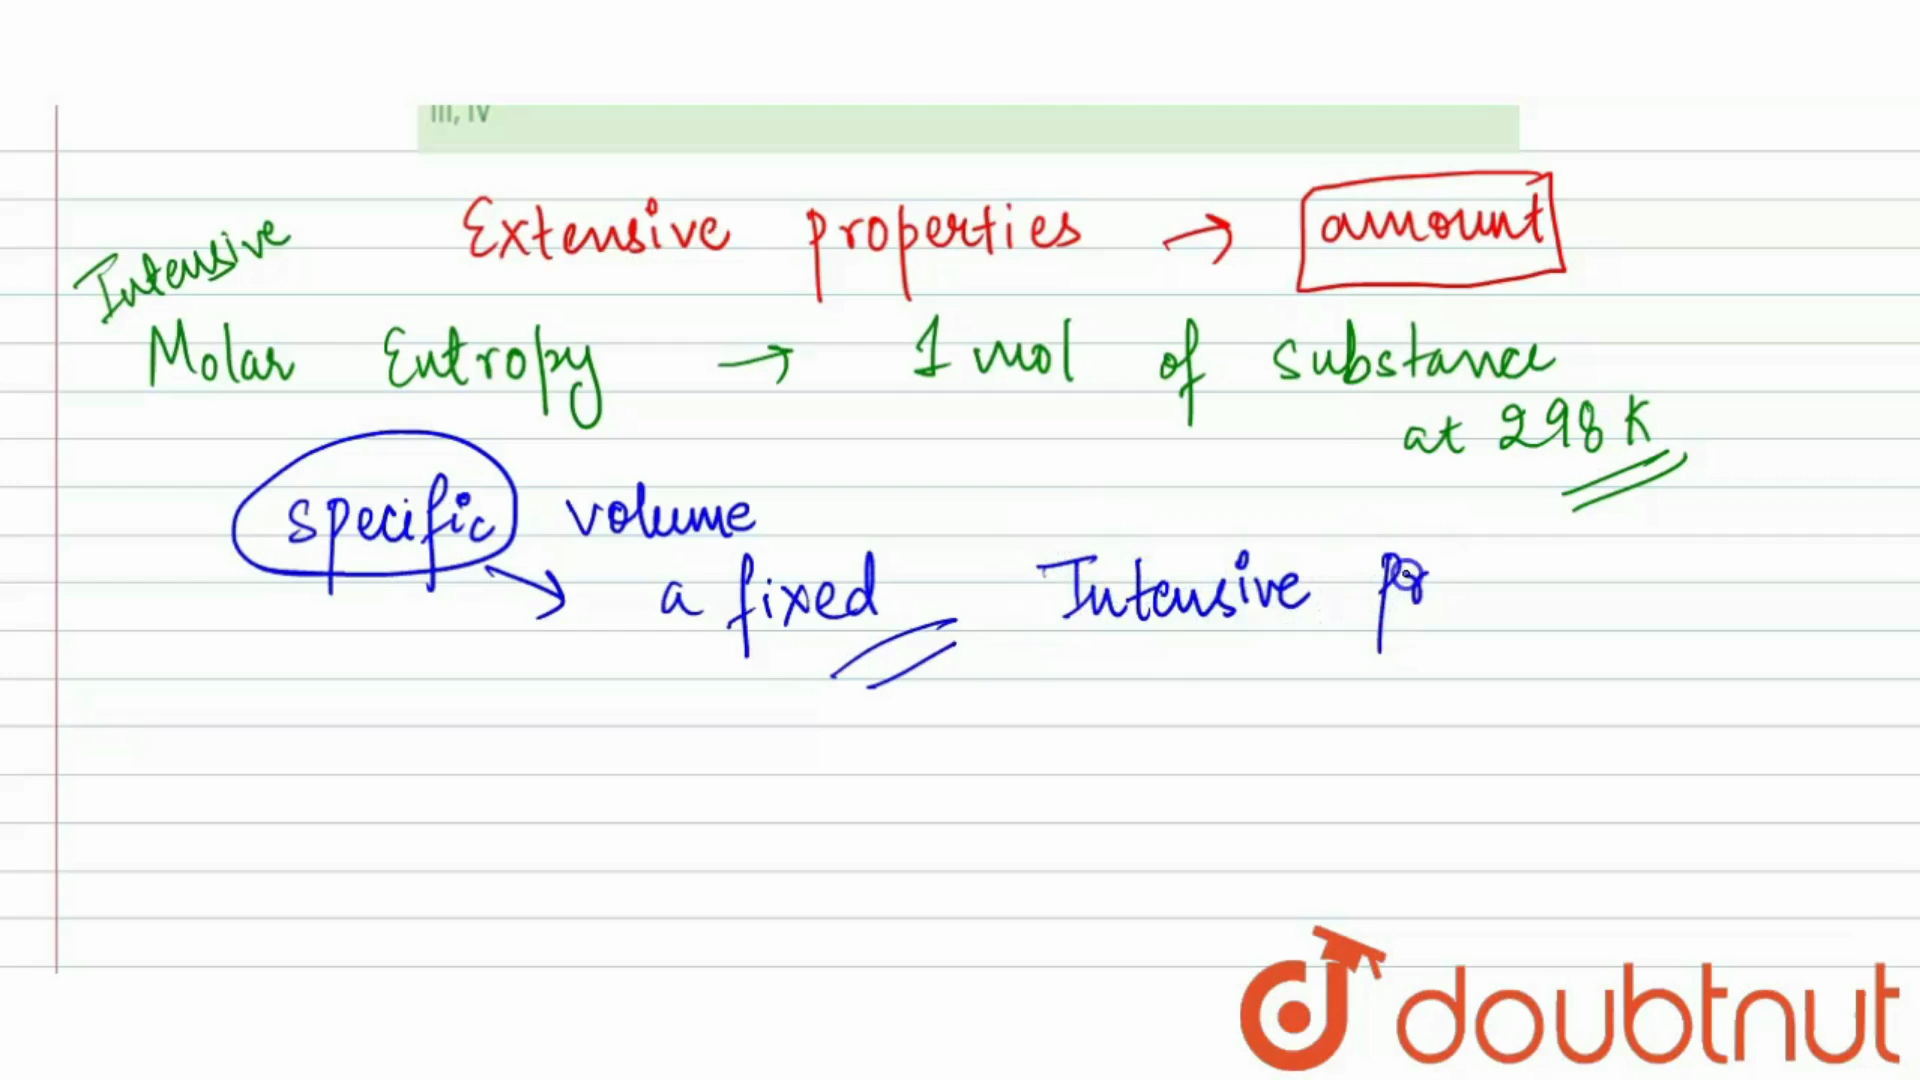 III, IV
Extensive properties → amount
Intensive
Molar Entropy → 1 mol of substance
at 298 K
specific volume
→ a fixed Intensive pr
doubtnut